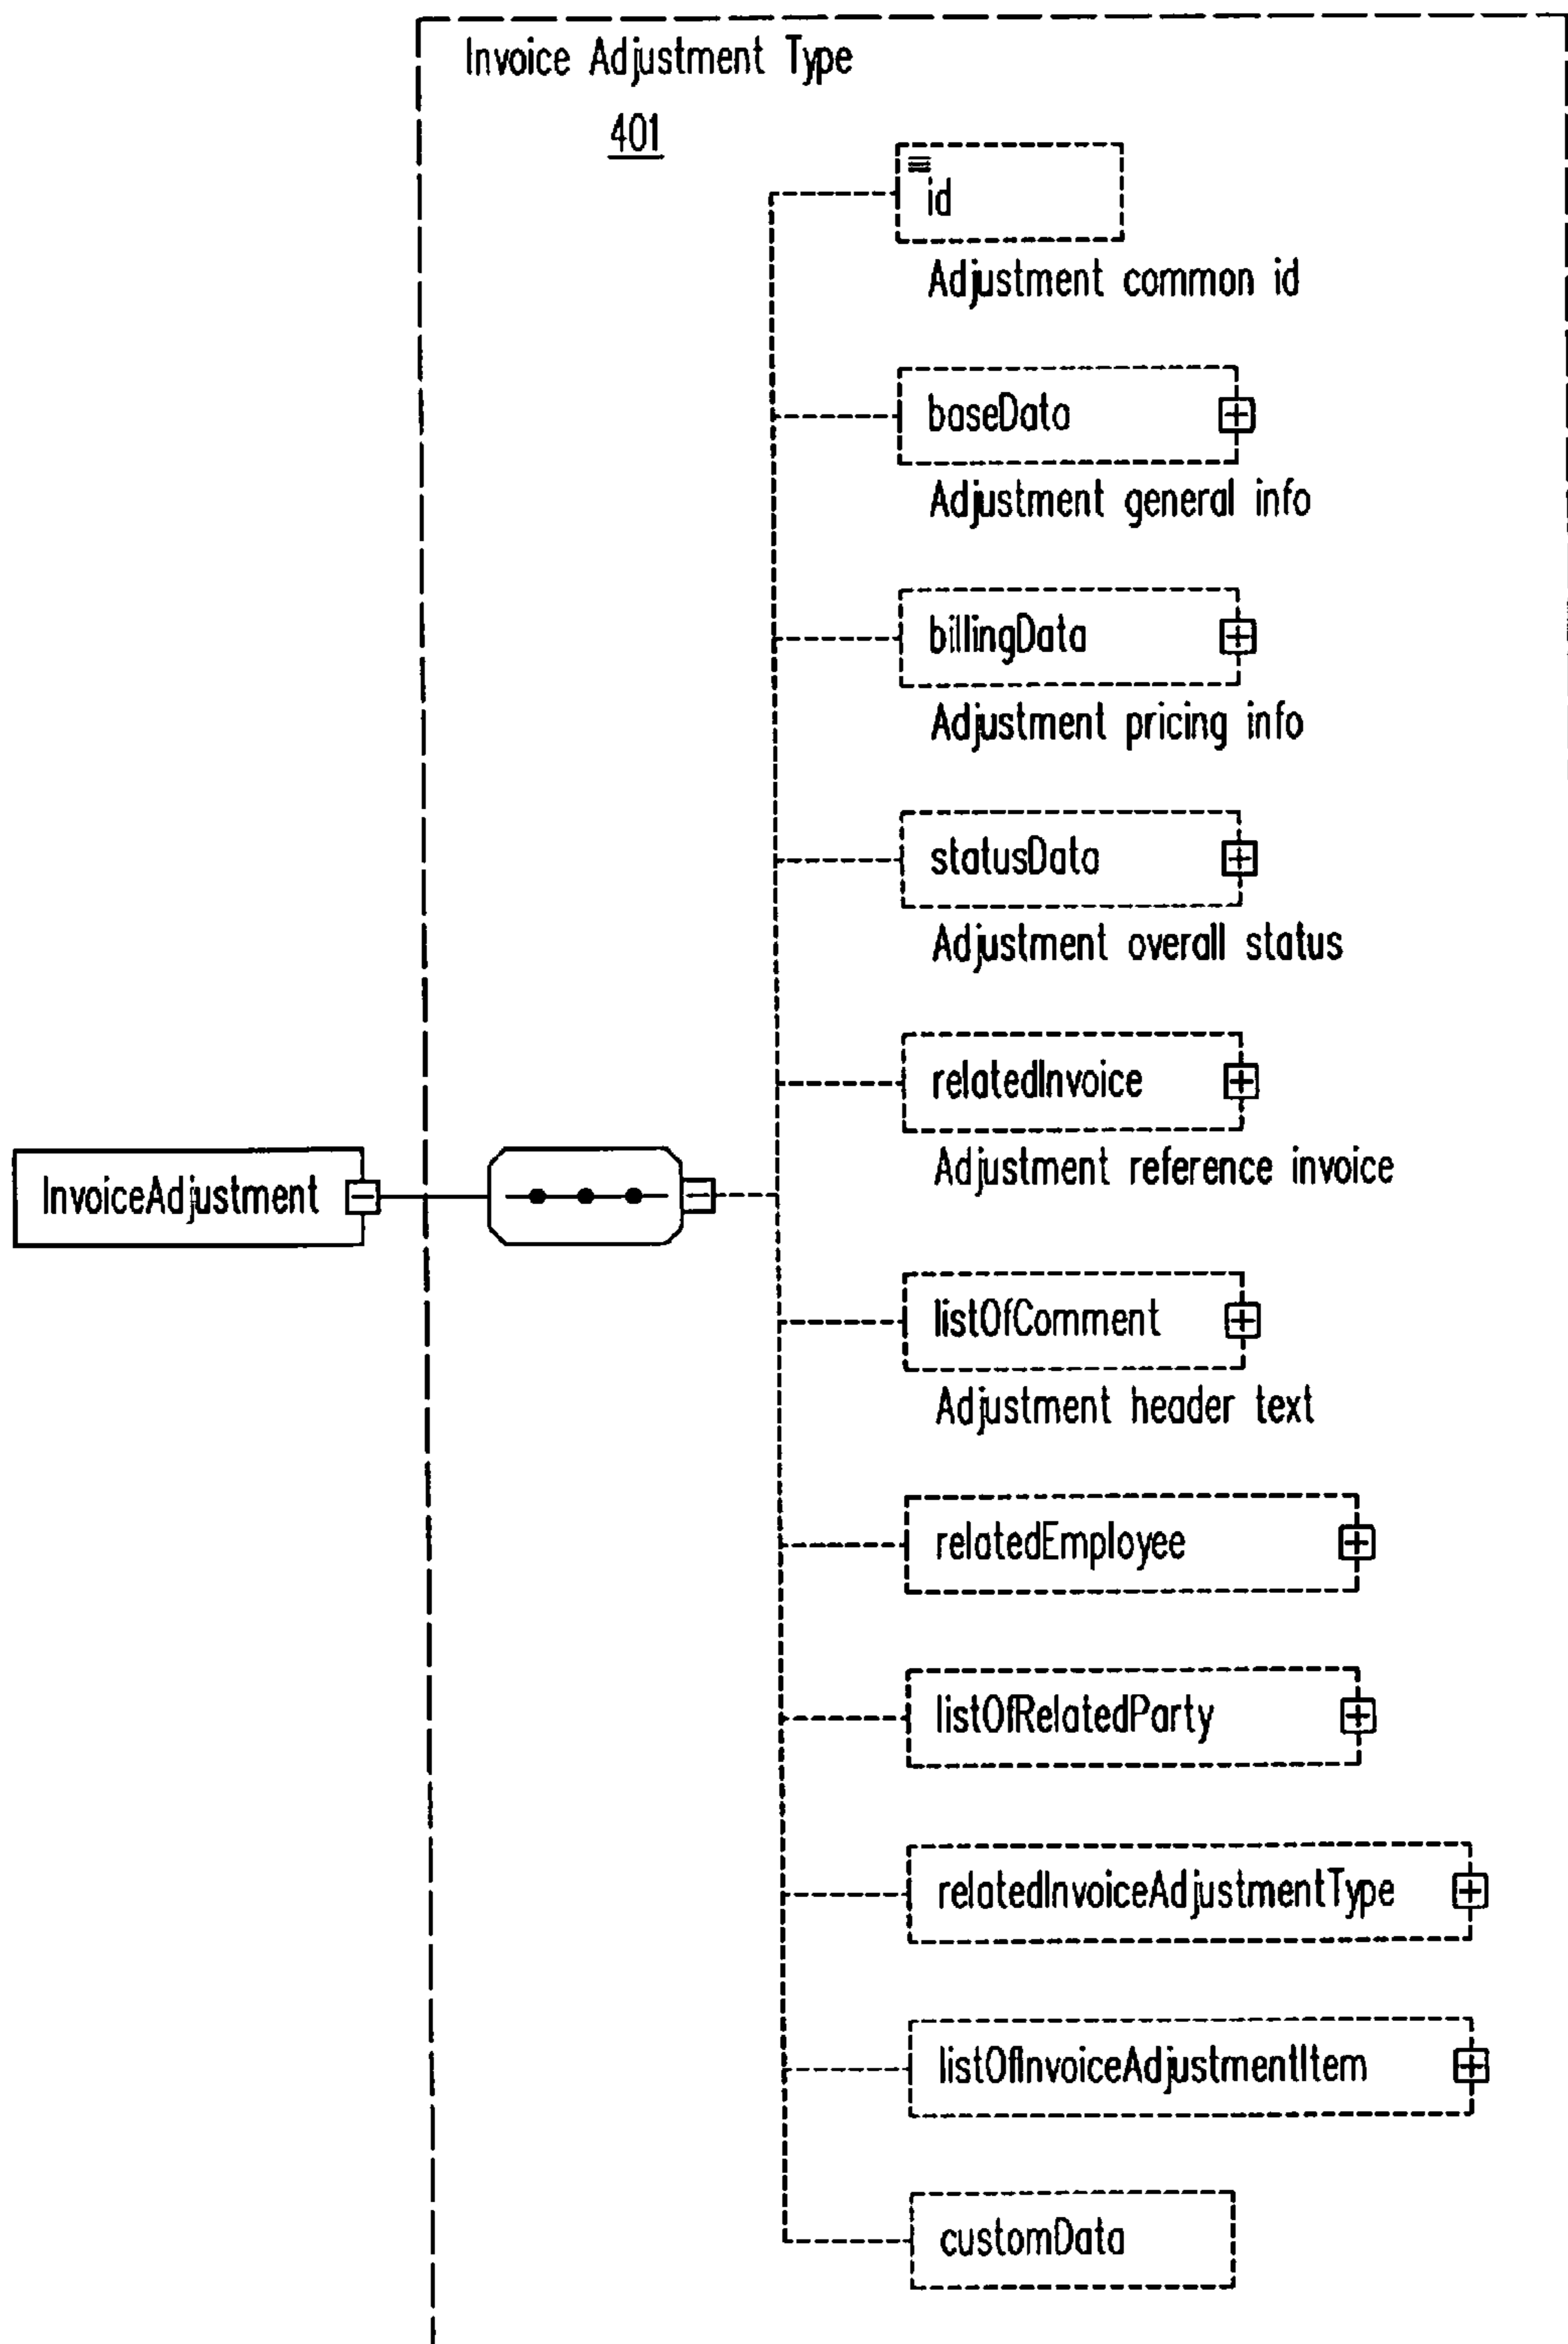 Invoice Adjustment Type
401
id
Adjustment common id
baseData
Adjustment general info
billingData
Adjustment pricing info
statusData
Adjustment overall status
relatedInvoice
Adjustment reference invoice
InvoiceAdjustment
listOfComment
Adjustment header text
relatedEmployee
listOfRelatedParty
relatedInvoiceAdjustmentType
listOfInvoiceAdjustmentItem
customData